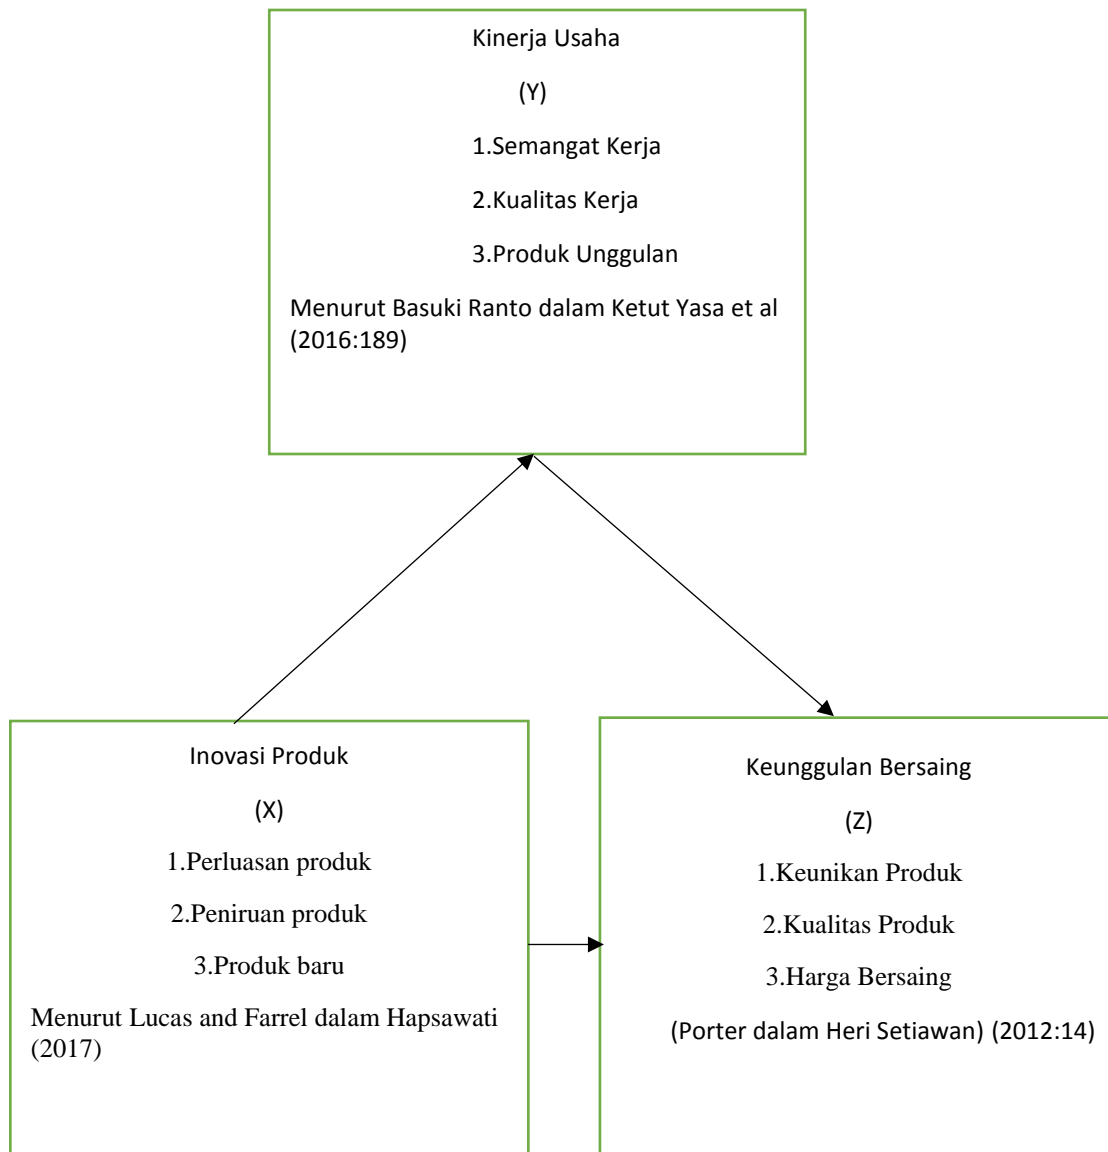 Kinerja Usaha
(Y)
1.Semangat Kerja
2.Kualitas Kerja
3.Produk Unggulan
Menurut Basuki Ranto dalam Ketut Yasa et al
(2016:189)
Inovasi Produk
(X)
1.Perluasan produk
2.Peniruan produk
3.Produk baru
Menurut Lucas and Farrel dalam Hapsawati
(2017)
Keunggulan Bersaing
(Z)
1.Keunikan Produk
2.Kualitas Produk
3.Harga Bersaing
(Porter dalam Heri Setiawan) (2012:14)